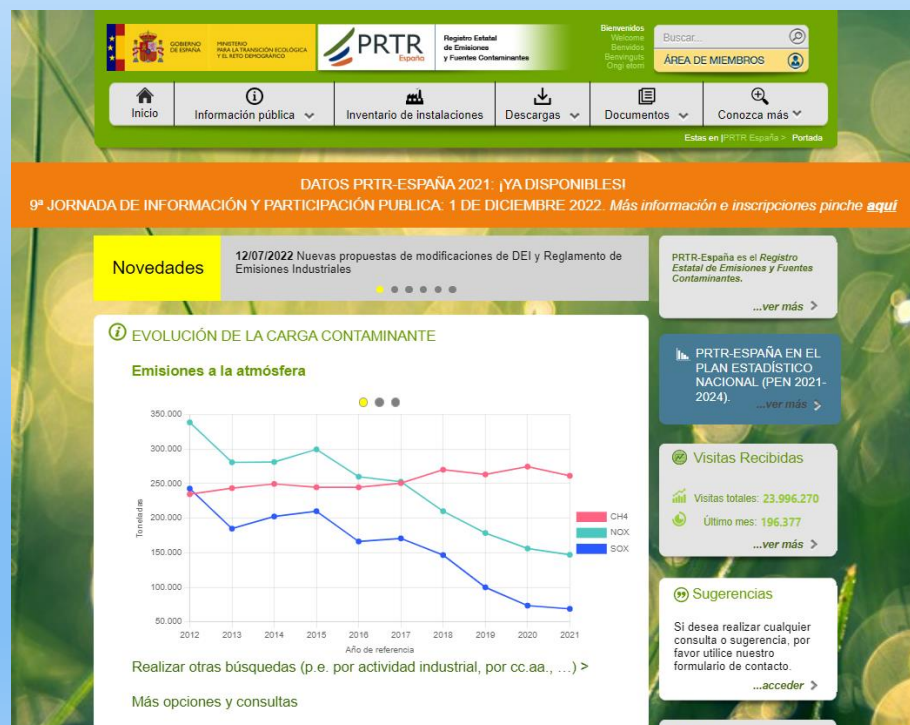 GOBIERNO
DE ESPAÑA
MINISTERIO
PARA LA TRANSICIÓN ECOLÓGICA
Y EL RETO DEMOGRÁFICO
PRTR
España
Registro Estatal
de Emisiones
y Fuentes Contaminantes
Bienvenidos
Welcome
Benvidos
Benvinguts
Ongi etorri
Buscar...
ÁREA DE MIEMBROS
Inicio
Información pública
Inventario de instalaciones
Descargas
Documentos
Conozca más
Estas en |PRTR España > Portada
DATOS PRTR-ESPAÑA 2021: ¡YA DISPONIBLES!
9ª JORNADA DE INFORMACIÓN Y PARTICIPACIÓN PUBLICA: 1 DE DICIEMBRE 2022. Más información e inscripciones pinche aquí
Novedades
12/07/2022 Nuevas propuestas de modificaciones de DEI y Reglamento de
Emisiones Industriales
PRTR-España es el Registro
Estatal de Emisiones y Fuentes
Contaminantes.
...ver más >
EVOLUCIÓN DE LA CARGA CONTAMINANTE
Emisiones a la atmósfera
350.000
300.000
250.000
200.000
150.000
100.000
50.000
Toneladas
2012 2013 2014 2015 2016 2017 2018 2019 2020 2021
Año de referencia
CH4
NOX
SOX
Realizar otras búsquedas (p.e. por actividad industrial, por cc.aa., ...) >
Más opciones y consultas
PRTR-ESPAÑA EN EL
PLAN ESTADÍSTICO
NACIONAL (PEN 2021-
2024).
...ver más >
Visitas Recibidas
Visitas totales: 23.996.270
Último mes: 196.377
...ver más >
Sugerencias
Si desea realizar cualquier
consulta o sugerencia, por
favor utilice nuestro
formulario de contacto.
...acceder >